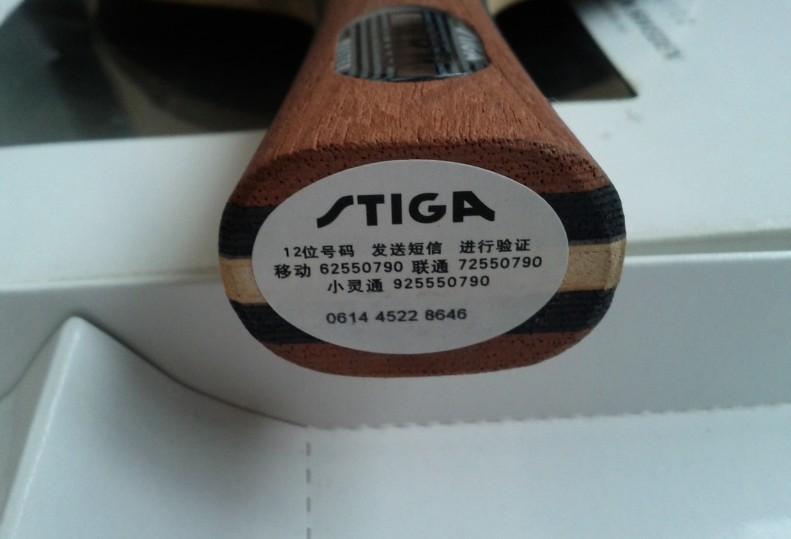 STIGA
12位号码 发送短信 进行验证
移动 62550790 联通 72550790
小灵通 925550790
0614 4522 8646